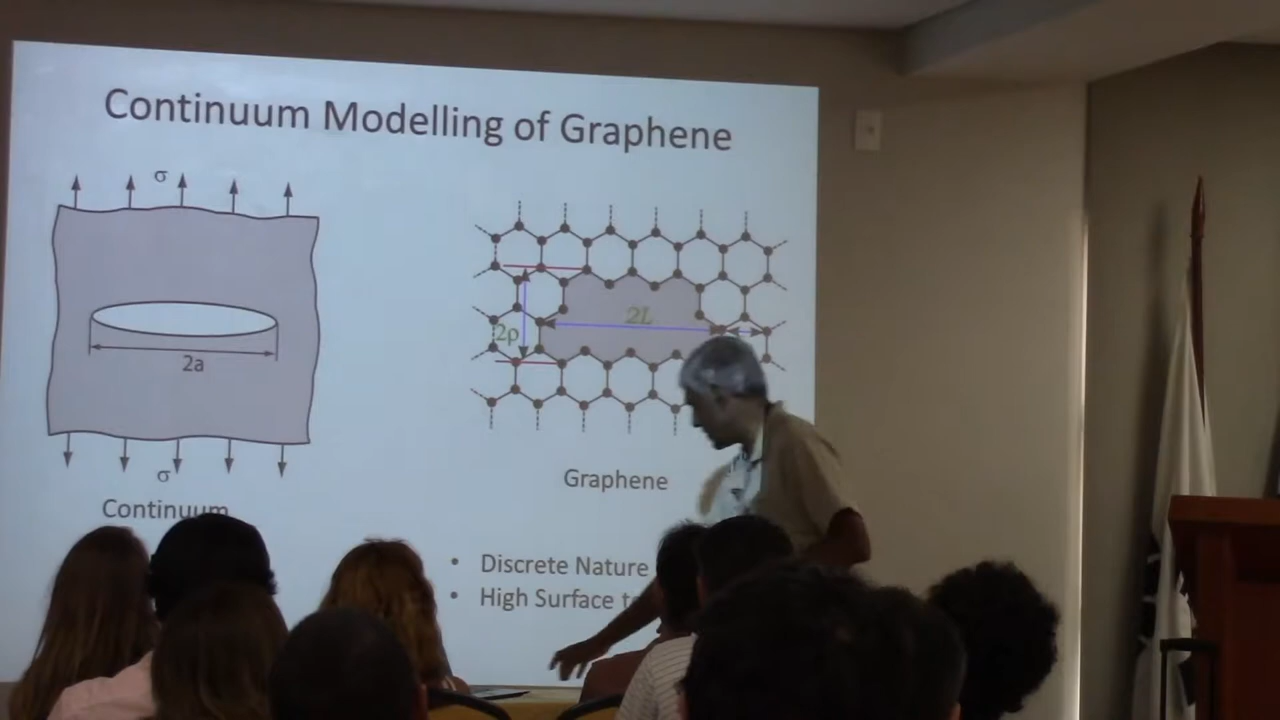 Continuum Modelling of Graphene
σ
2a
σ
Continuum
2ρ
2L
Graphene
• Discrete Nature
• High Surface